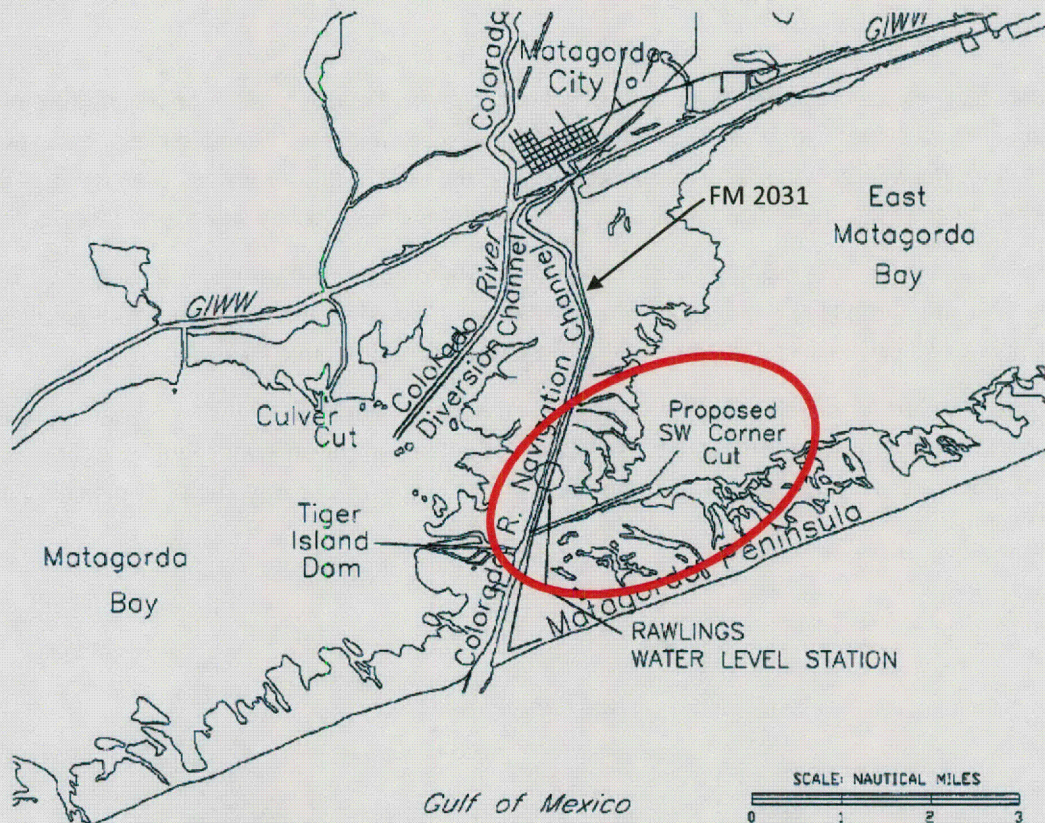 GIWW
Colorado
Matagorda
City
FM 2031
East
Matagorda
Bay
GIWW
Colorado River
Diversion Channel
Culver
Cut
Colorado R. Navigation Channel
Proposed
SW Corner
Cut
Tiger
Island
Dam
Matagorda
Bay
Matagorda Peninsula
RAWLINGS
WATER LEVEL STATION
Gulf of Mexico
SCALE: NAUTICAL MILES
0 1 2 3